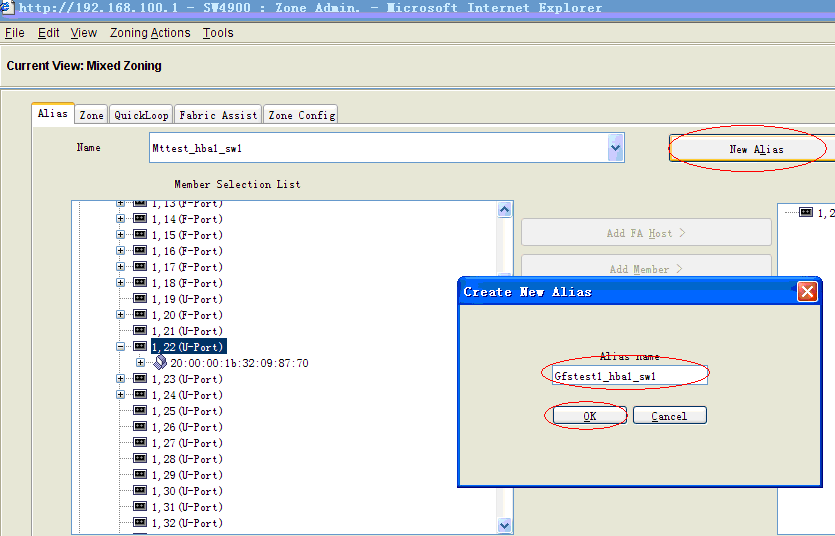 http://192.168.100.1 - SW4900 : Zone Admin. - Microsoft Internet Explorer
File Edit View Zoning Actions Tools
Current View: Mixed Zoning
Alias Zone QuickLoop Fabric Assist Zone Config
Name Mttest_hba1_sw1 New Alias
Member Selection List
1,13(F-Port)
1,14(F-Port)
1,15(F-Port)
1,16(F-Port)
1,17(F-Port)
1,18(F-Port)
1,19(U-Port)
1,20(F-Port)
1,21(U-Port)
1,22(U-Port)
20:00:00:1b:32:09:87:70
1,23(U-Port)
1,24(U-Port)
1,25(U-Port)
1,26(U-Port)
1,27(U-Port)
1,28(U-Port)
1,29(U-Port)
1,30(U-Port)
1,31(U-Port)
1,32(U-Port)
Add FA Host >
Add Member >
1,2
Create New Alias
Alias name
Gfstest1_hba1_sw1
OK Cancel